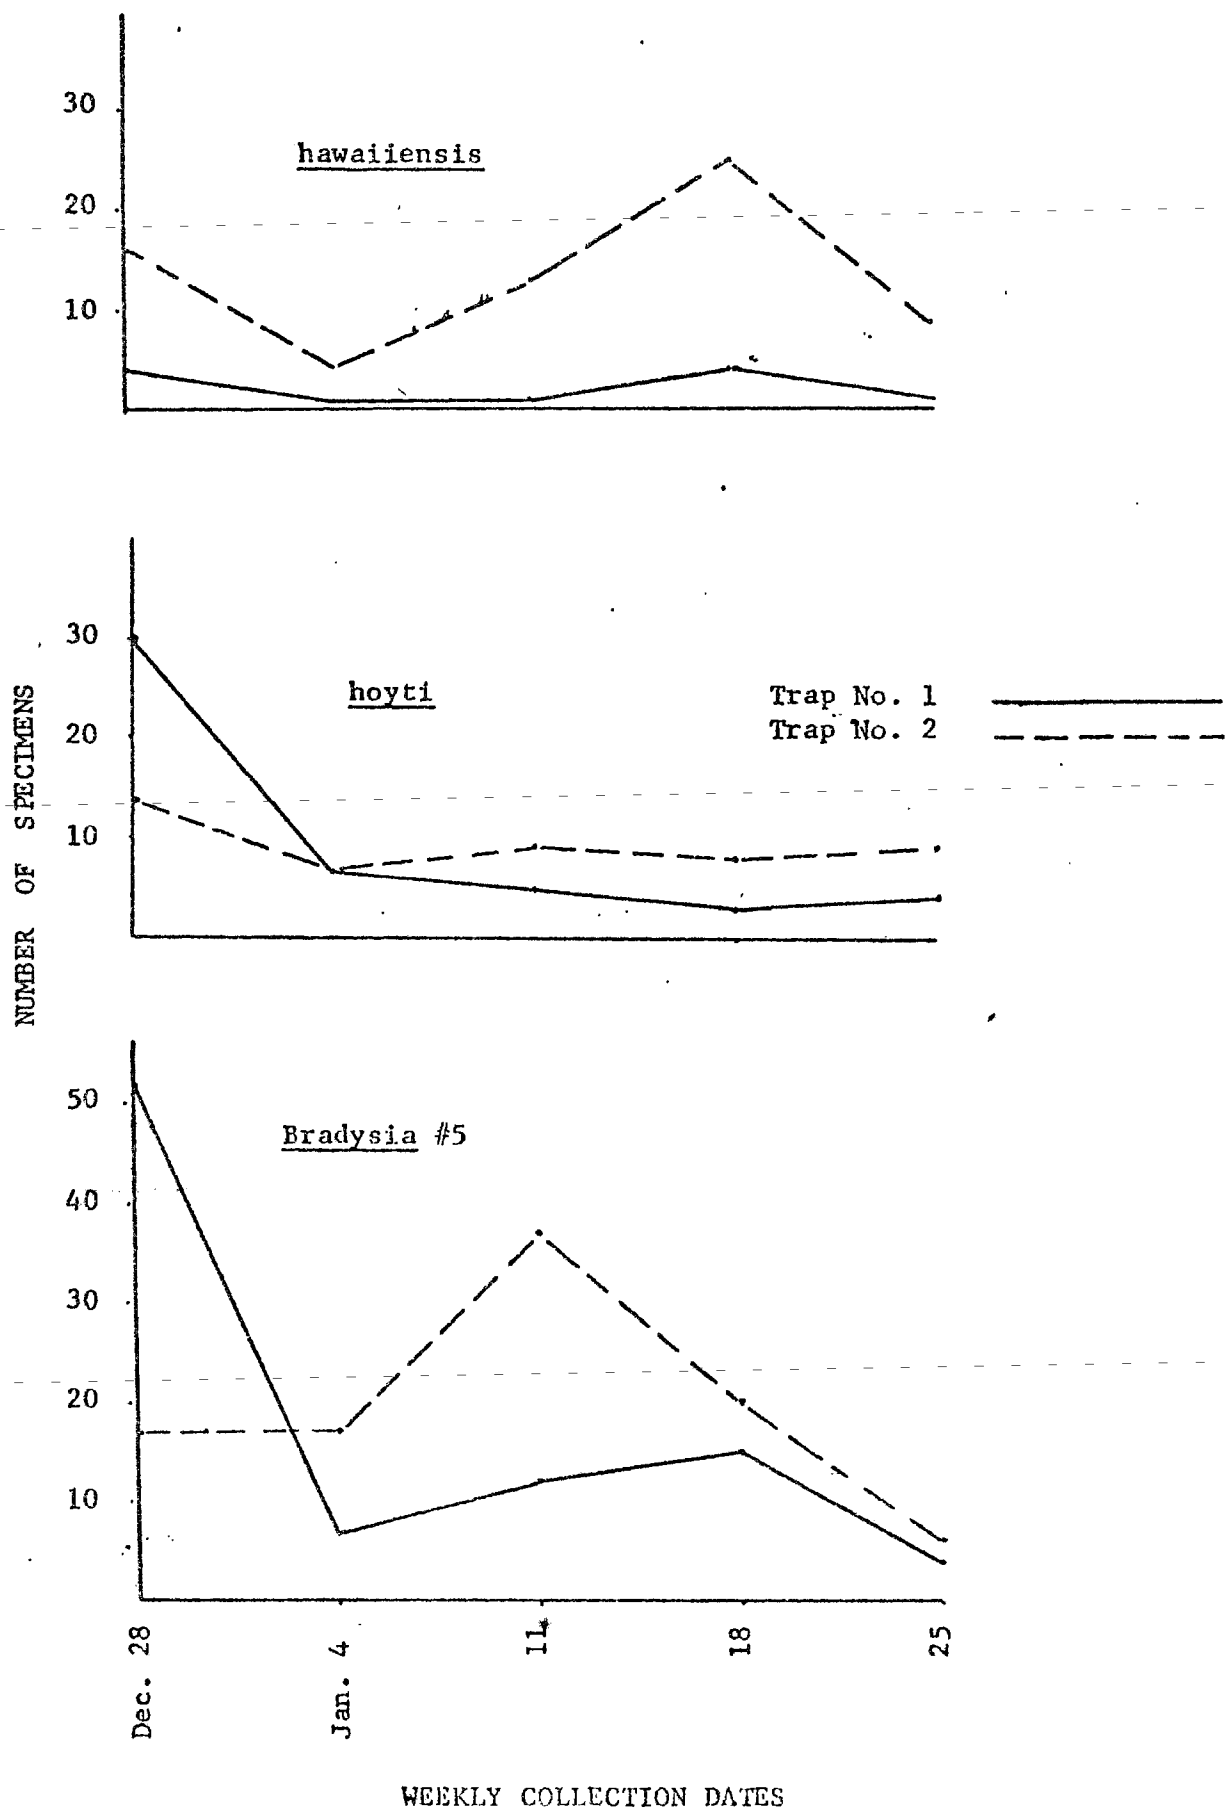 30
hawaiiensis
20
10
30
hoyti
Trap No. 1
20
Trap No. 2
10
NUMBER OF SPECIMENS
50
Bradysia #5
40
30
20
10
Dec. 28
Jan. 4
11
18
25
WEEKLY COLLECTION DATES